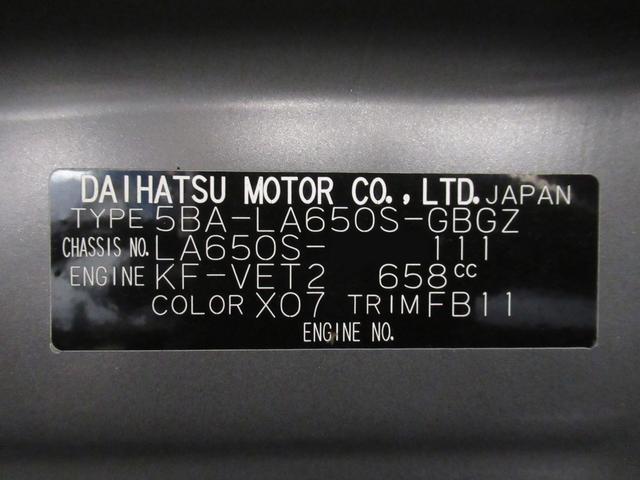 DAIHATSU MOTOR CO., LTD. JAPAN
TYPE 5BA-LA650S-GBGZ
CHASSIS NO. LA650S- 111
ENGINE KF-VET2 658cc
COLOR X07 TRIM FB11
ENGINE NO.